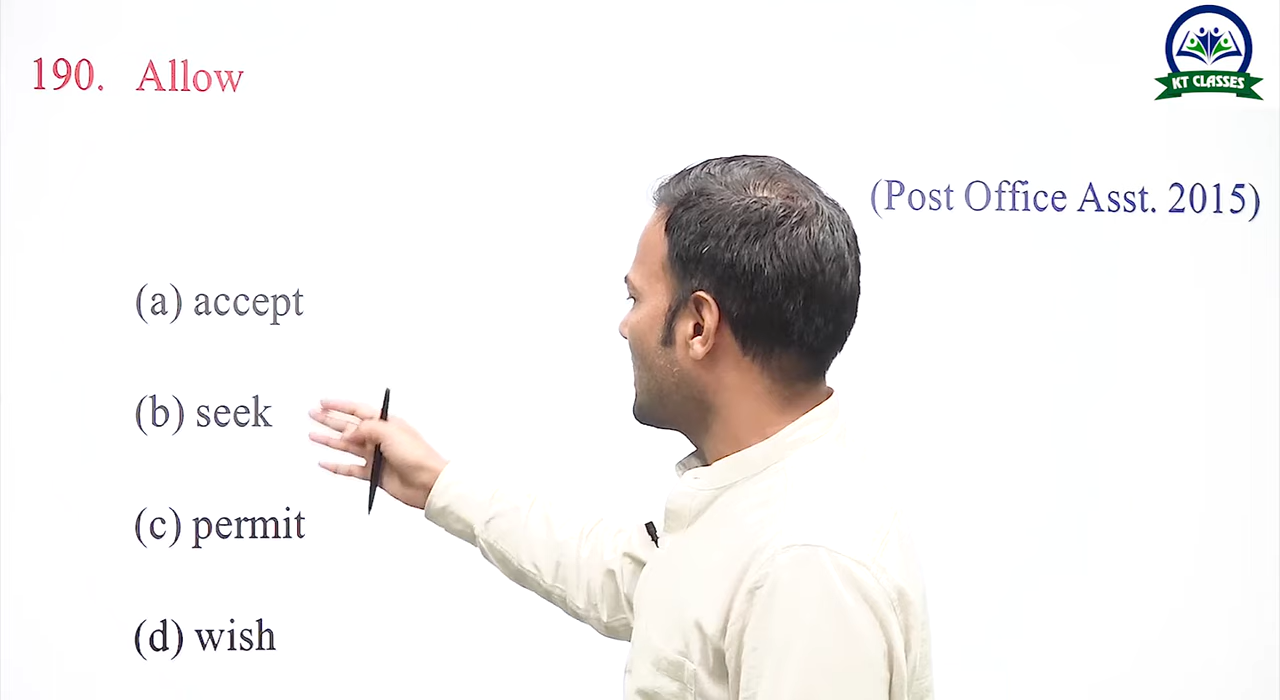 190. Allow
KT CLASSES
(Post Office Asst. 2015)
(a) accept
(b) seek
(c) permit
(d) wish